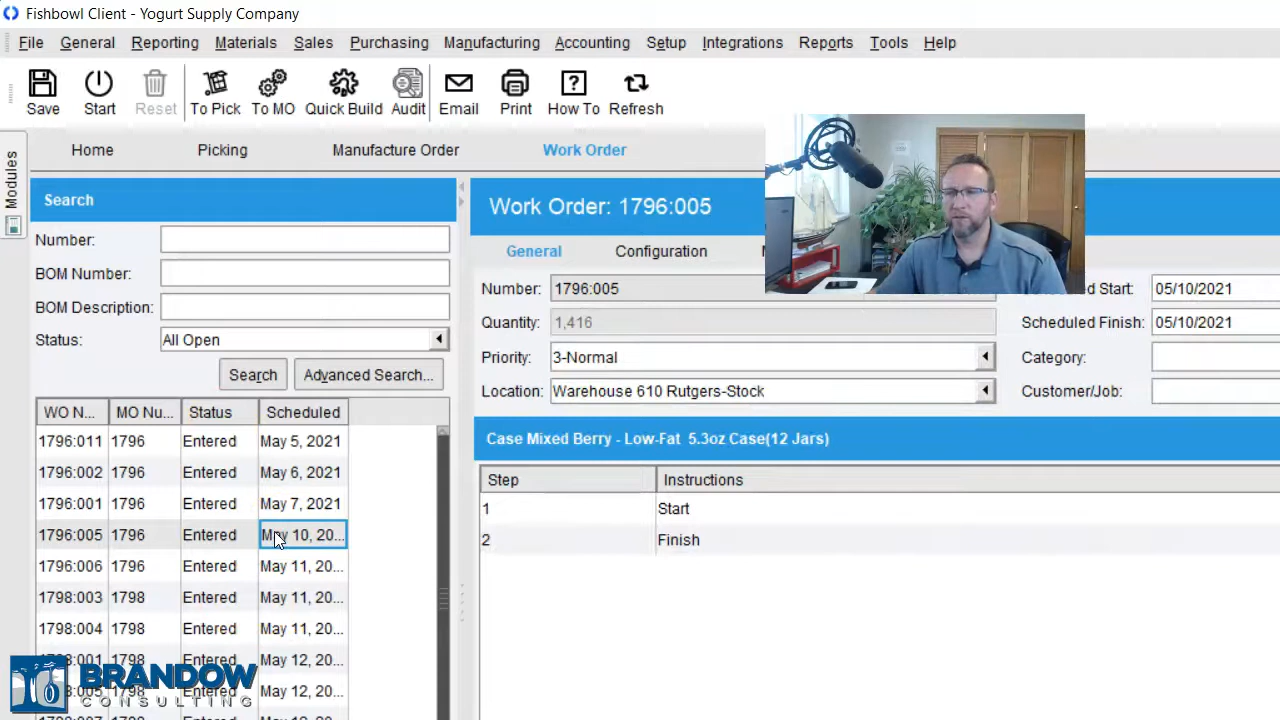 Fishbowl Client - Yogurt Supply Company
File General Reporting Materials Sales Purchasing Manufacturing Accounting Setup Integrations Reports Tools Help
Save Start Reset To Pick To MO Quick Build Audit Email Print How To Refresh
Modules
Home Picking Manufacture Order Work Order
Search
Number:
BOM Number:
BOM Description:
Status: All Open
Search Advanced Search...
WO N... MO Nu... Status Scheduled
1796:011 1796 Entered May 5, 2021
1796:002 1796 Entered May 6, 2021
1796:001 1796 Entered May 7, 2021
1796:005 1796 Entered May 10, 20...
1796:006 1796 Entered May 11, 20...
1798:003 1798 Entered May 11, 20...
1798:004 1798 Entered May 11, 20...
1798 Entered May 12, 20...
1798 Entered May 12, 20...
Work Order: 1796:005
General Configuration
Number: 1796:005 Start: 05/10/2021
Quantity: 1,416 Scheduled Finish: 05/10/2021
Priority: 3-Normal Category:
Location: Warehouse 610 Rutgers-Stock Customer/Job:
Case Mixed Berry - Low-Fat 5.3oz Case(12 Jars)
Step Instructions
1 Start
2 Finish
BRANDOW
CONSULTING